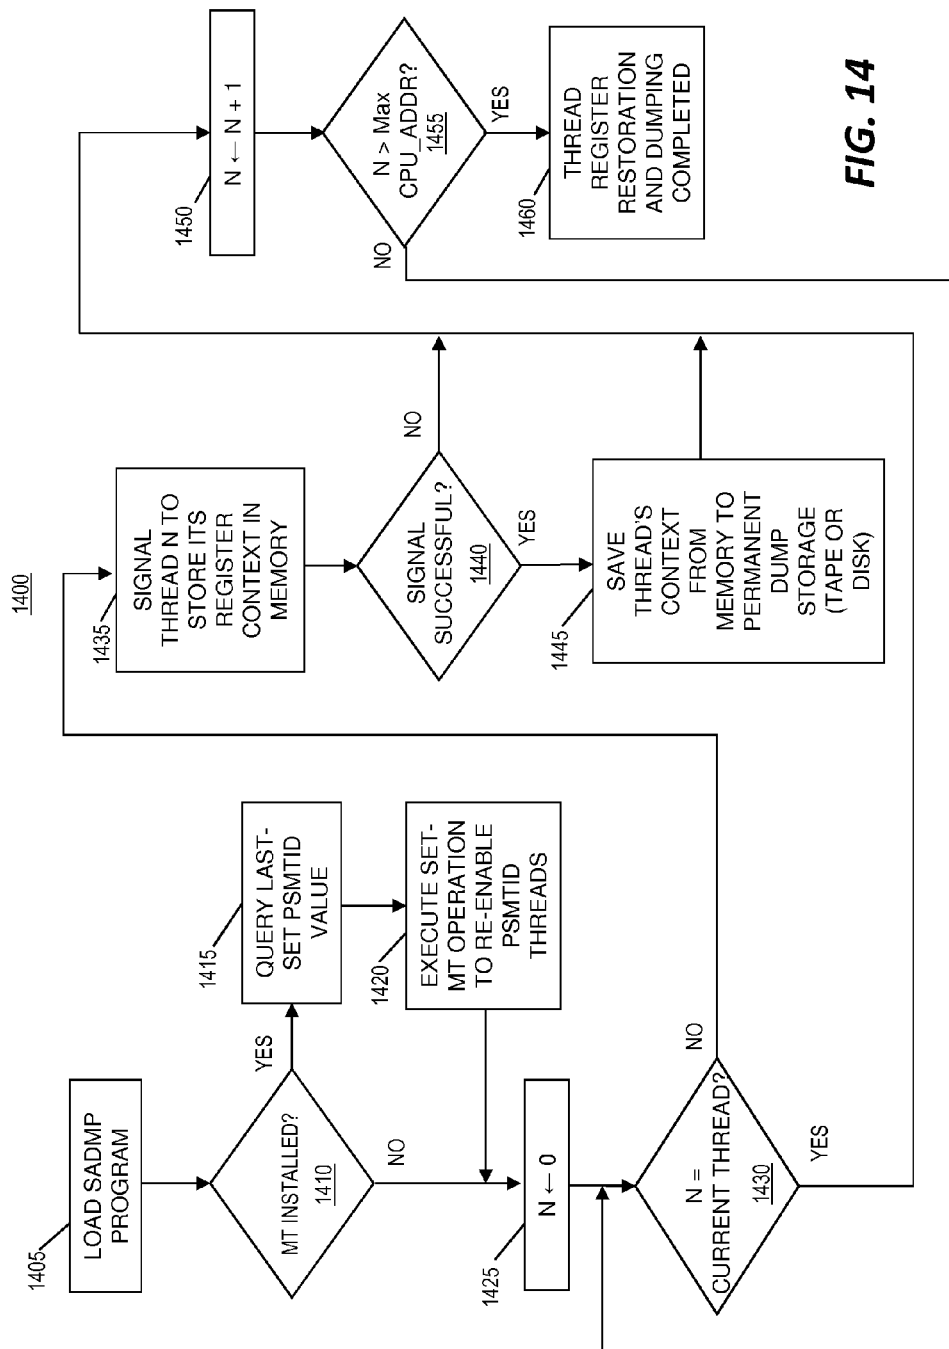 1400
1405
LOAD SADMP
PROGRAM
MT INSTALLED?
1410
YES
NO
1415
QUERY LAST-
SET PSMTID
VALUE
1420
EXECUTE SET-
MT OPERATION
TO RE-ENABLE
PSMTID
THREADS
1425
N ← 0
N =
CURRENT THREAD?
1430
NO
YES
1435
SIGNAL
THREAD N TO
STORE ITS
REGISTER
CONTEXT IN
MEMORY
SIGNAL
SUCCESSFUL?
1440
NO
YES
1445
SAVE
THREAD'S
CONTEXT
FROM
MEMORY TO
PERMANENT
DUMP
STORAGE
(TAPE OR
DISK)
1450
N ← N + 1
N > Max
CPU_ADDR?
1455
NO
YES
1460
THREAD
REGISTER
RESTORATION
AND DUMPING
COMPLETED
FIG. 14